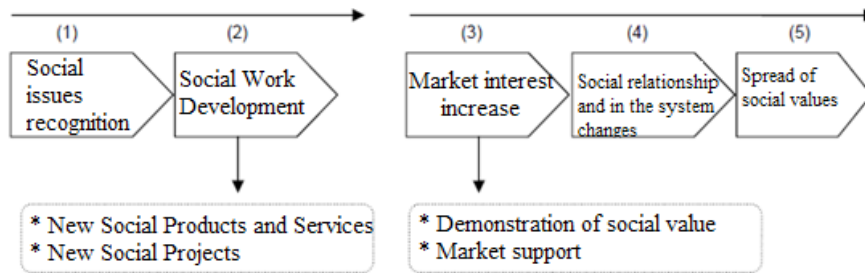 (1)
(2)
(3)
(4)
(5)
Social
issues
recognition
Social Work
Development
Market interest
increase
Social relationship
and in the system
changes
Spread of
social values
* New Social Products and Services
* New Social Projects
* Demonstration of social value
* Market support